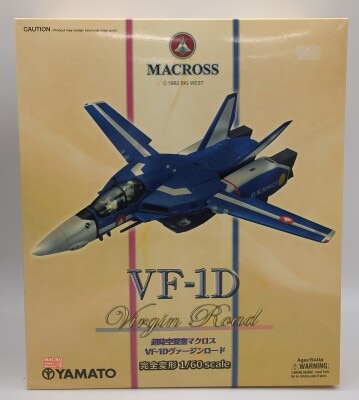 CAUTION
MACROSS
© 1982 BIG WEST
VF-1D
Virgin Road
超時空要塞マクロス
VF-1Dヴァージンロード
完全変形 1/60 scale
YAMATO
WARNING: